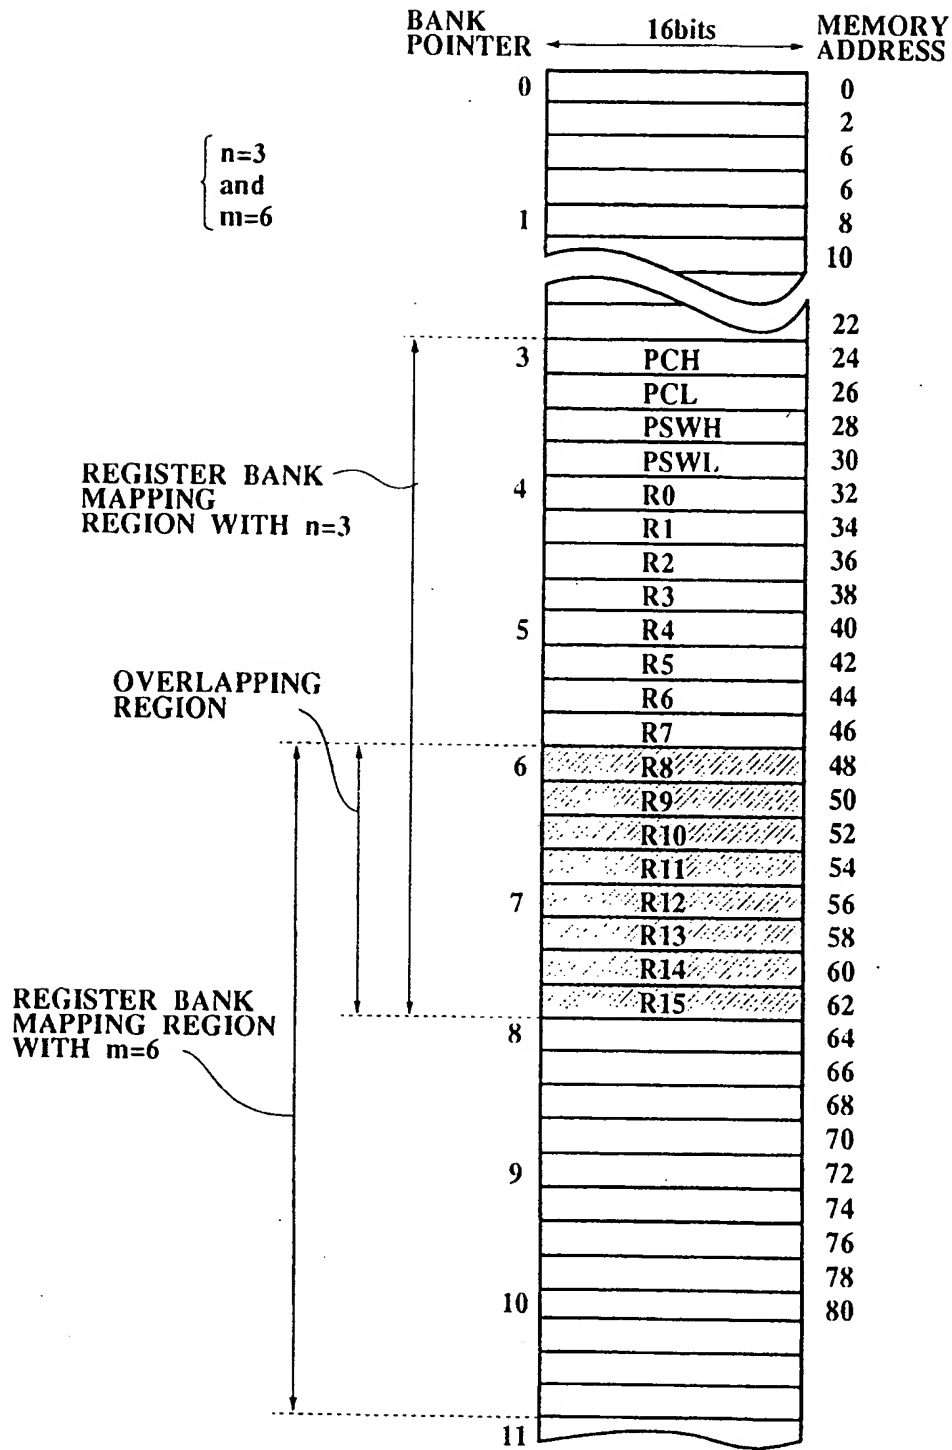 BANK
POINTER
16bits
MEMORY
ADDRESS
0 0
2
n=3
and
m=6
6
6
1 8
10
22
3 PCH 24
PCL 26
PSWH 28
PSWL 30
REGISTER BANK
MAPPING
REGION WITH n=3
4 R0 32
R1 34
R2 36
R3 38
5 R4 40
R5 42
OVERLAPPING
REGION
R6 44
R7 46
6 R8 48
R9 50
R10 52
R11 54
7 R12 56
R13 58
R14 60
R15 62
REGISTER BANK
MAPPING REGION
WITH m=6
8 64
66
68
70
9 72
74
76
78
10 80
11